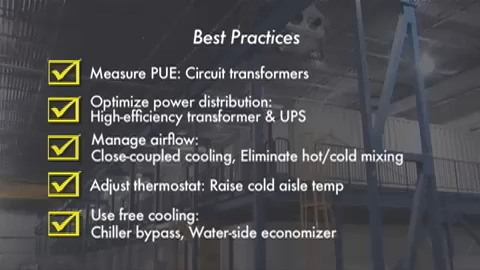 Best Practices
Measure PUE: Circuit transformers
Optimize power distribution:
High-efficiency transformer & UPS
Manage airflow:
Close-coupled cooling, Eliminate hot/cold mixing
Adjust thermostat: Raise cold aisle temp
Use free cooling:
Chiller bypass, Water-side economizer